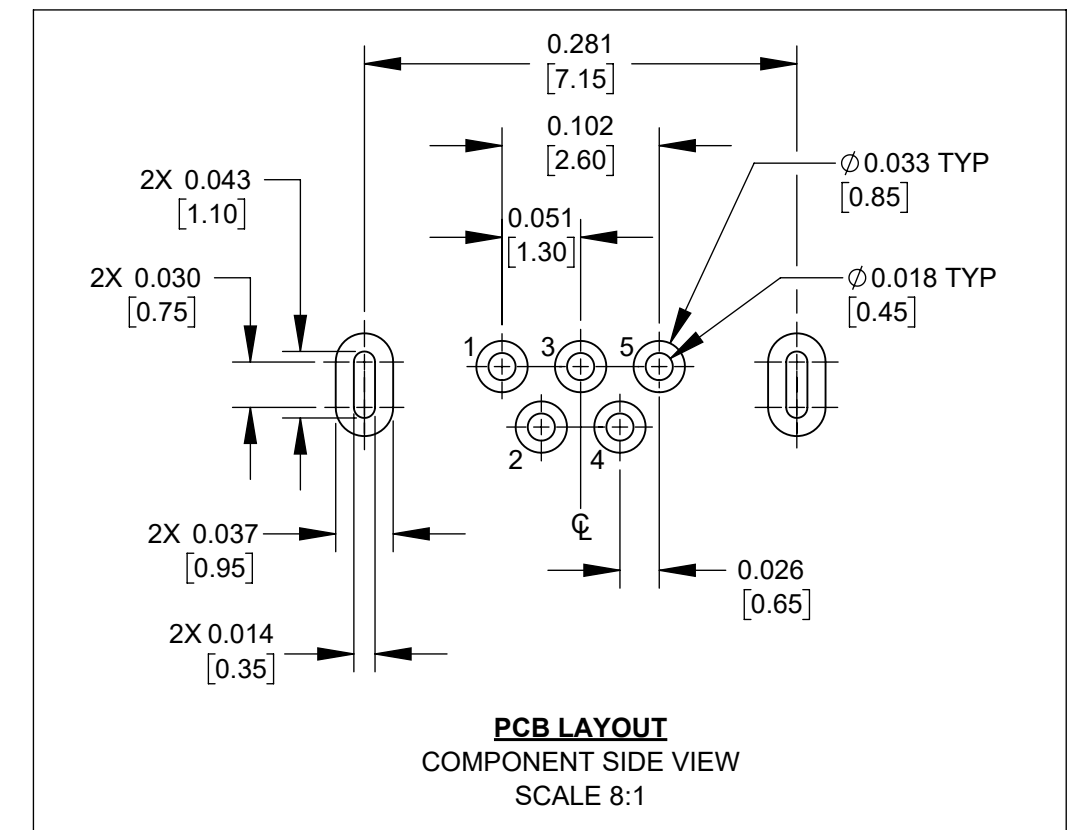 0.281
[7.15]
0.102
[2.60]
2X 0.043
[1.10]
Ø 0.033 TYP
[0.85]
0.051
[1.30]
2X 0.030
[0.75]
Ø 0.018 TYP
[0.45]
1
3
5
2
4
℄
2X 0.037
[0.95]
0.026
[0.65]
2X 0.014
[0.35]
PCB LAYOUT
COMPONENT SIDE VIEW
SCALE 8:1